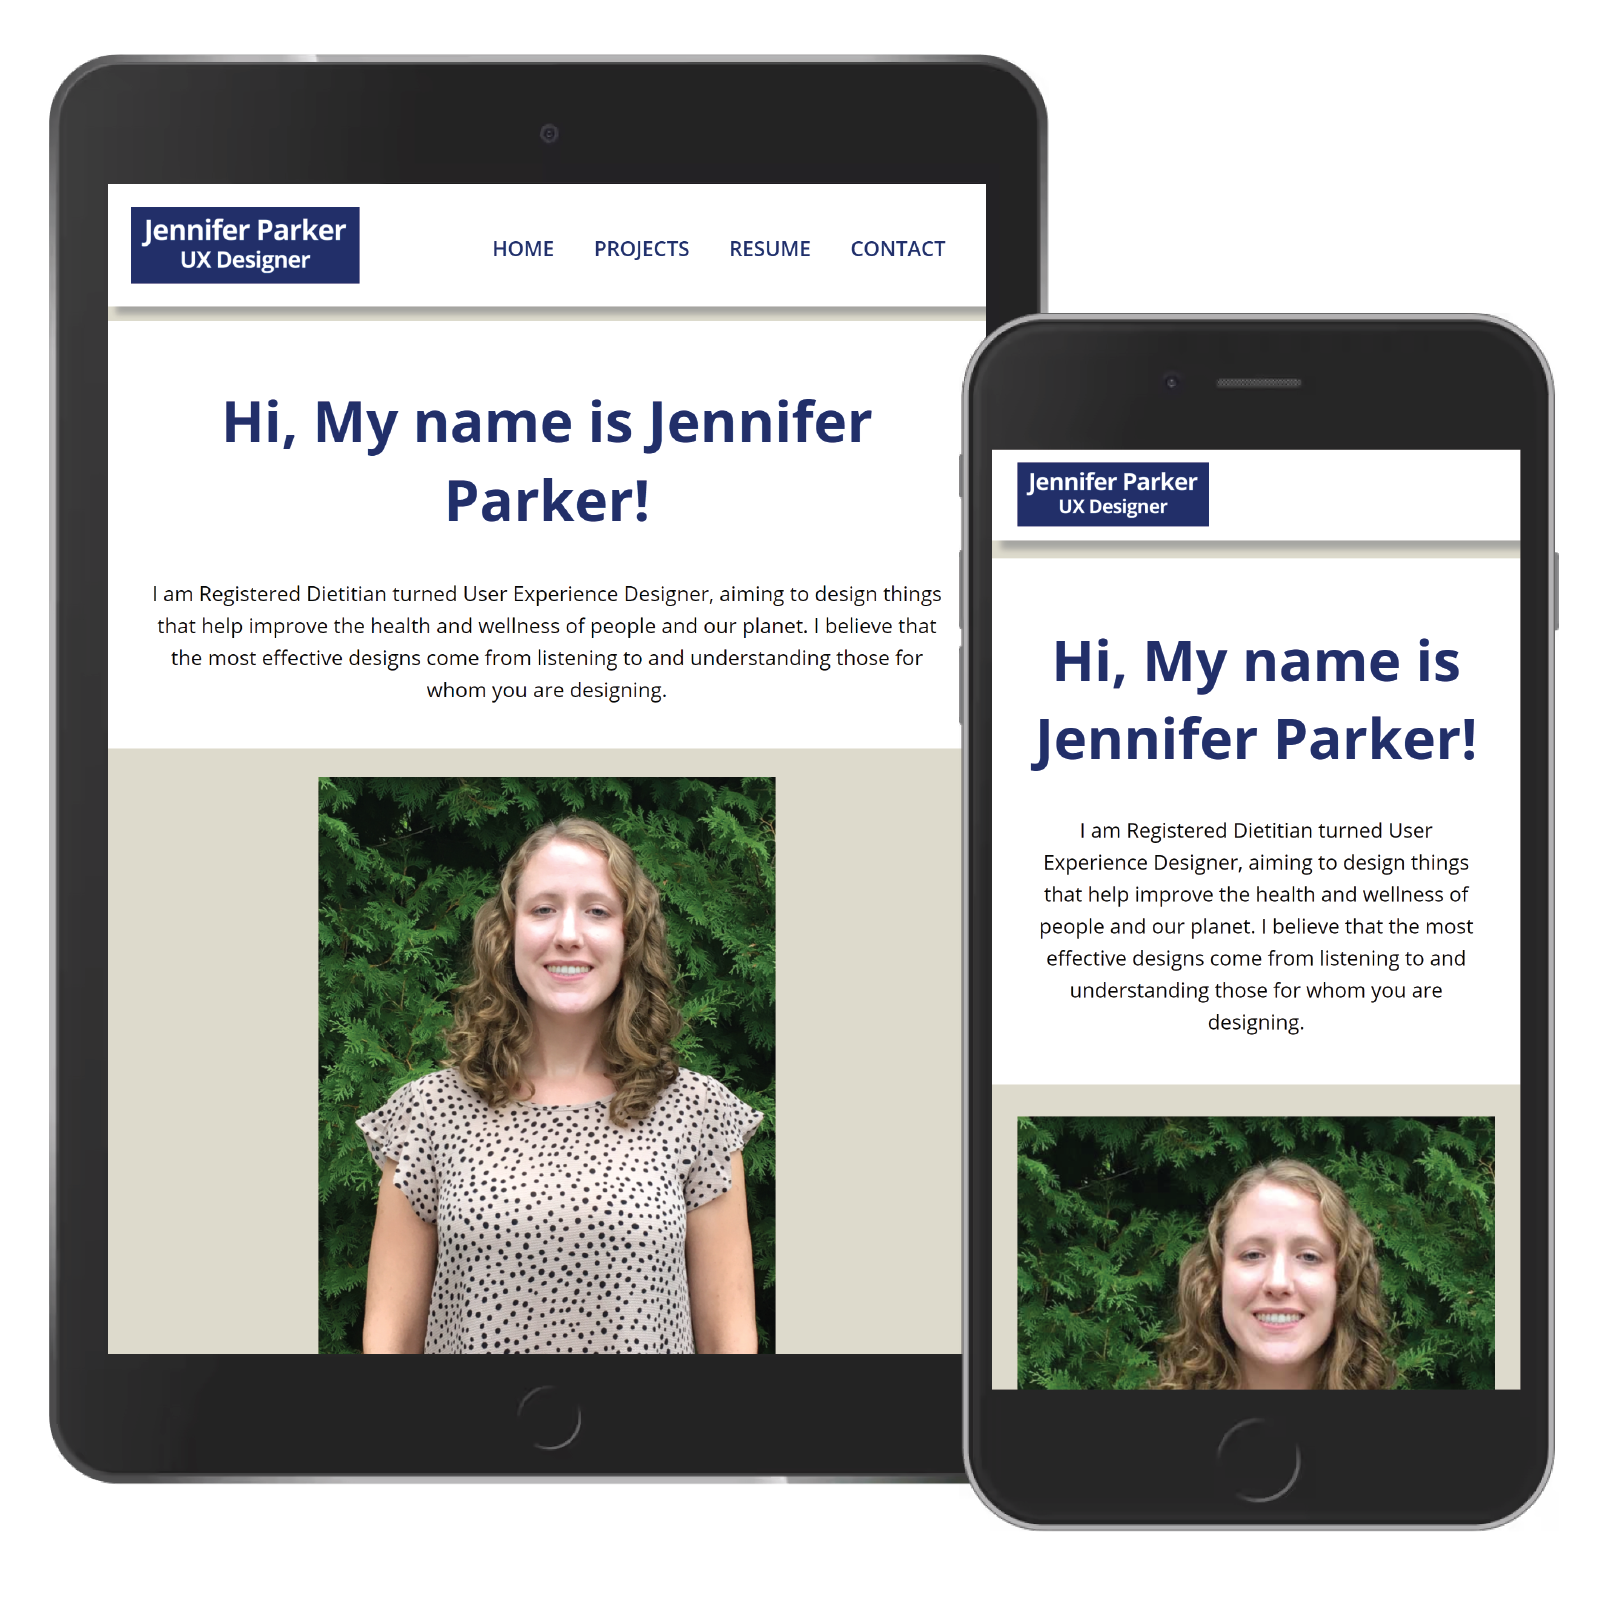 Jennifer Parker
UX Designer
HOME PROJECTS RESUME CONTACT
Hi, My name is Jennifer
Parker!
I am Registered Dietitian turned User Experience Designer, aiming to design things
that help improve the health and wellness of people and our planet. I believe that
the most effective designs come from listening to and understanding those for
whom you are designing.
Jennifer Parker
UX Designer
Hi, My name is
Jennifer Parker!
I am Registered Dietitian turned User
Experience Designer, aiming to design things
that help improve the health and wellness of
people and our planet. I believe that the most
effective designs come from listening to and
understanding those for whom you are
designing.